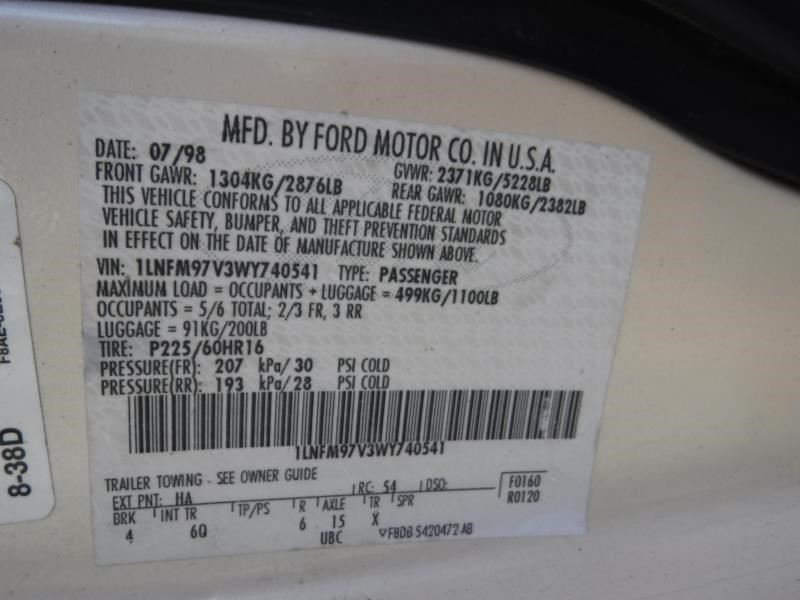 MFD. BY FORD MOTOR CO. IN U.S.A.
DATE: 07/98 GVWR: 2371KG/5228LB
FRONT GAWR: 1304KG/2876LB REAR GAWR: 1080KG/2382LB
THIS VEHICLE CONFORMS TO ALL APPLICABLE FEDERAL MOTOR
VEHICLE SAFETY, BUMPER, AND THEFT PREVENTION STANDARDS
IN EFFECT ON THE DATE OF MANUFACTURE SHOWN ABOVE.
VIN: 1LNFM97V3WY740541 TYPE: PASSENGER
MAXIMUM LOAD = OCCUPANTS + LUGGAGE = 499KG/1100LB
OCCUPANTS = 5/6 TOTAL; 2/3 FR, 3 RR
LUGGAGE = 91KG/200LB
TIRE: P225/60HR16
PRESSURE(FR): 207 kPa/30 PSI COLD
PRESSURE(RR): 193 kPa/28 PSI COLD
1LNFM97V3WY740541
TRAILER TOWING - SEE OWNER GUIDE
EXT PNT: HA RC: 54 DSO: F0160
R0120
BRK INT TR TP/PS R AXLE TR SPR
4 6Q 6 15 X
UBC ▽F8DB-5420472-AB
8-38D